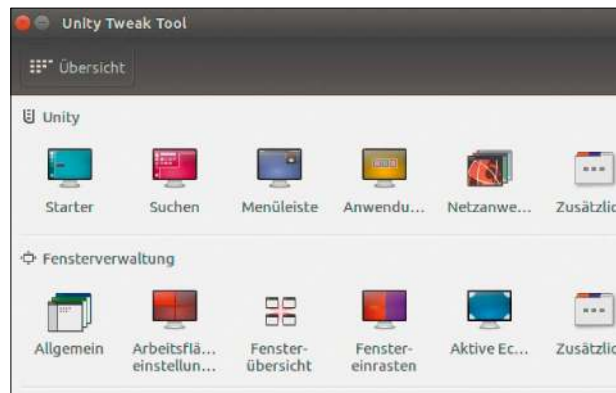 Unity Tweak Tool
Übersicht
Unity
Starter Suchen Menüleiste Anwendu... Netzanwe... Zusätzlic
Fensterverwaltung
Allgemein Arbeitsflä... Fenster- Fenster- Aktive Ec... Zusätzlic
einstellun... übersicht einrasten